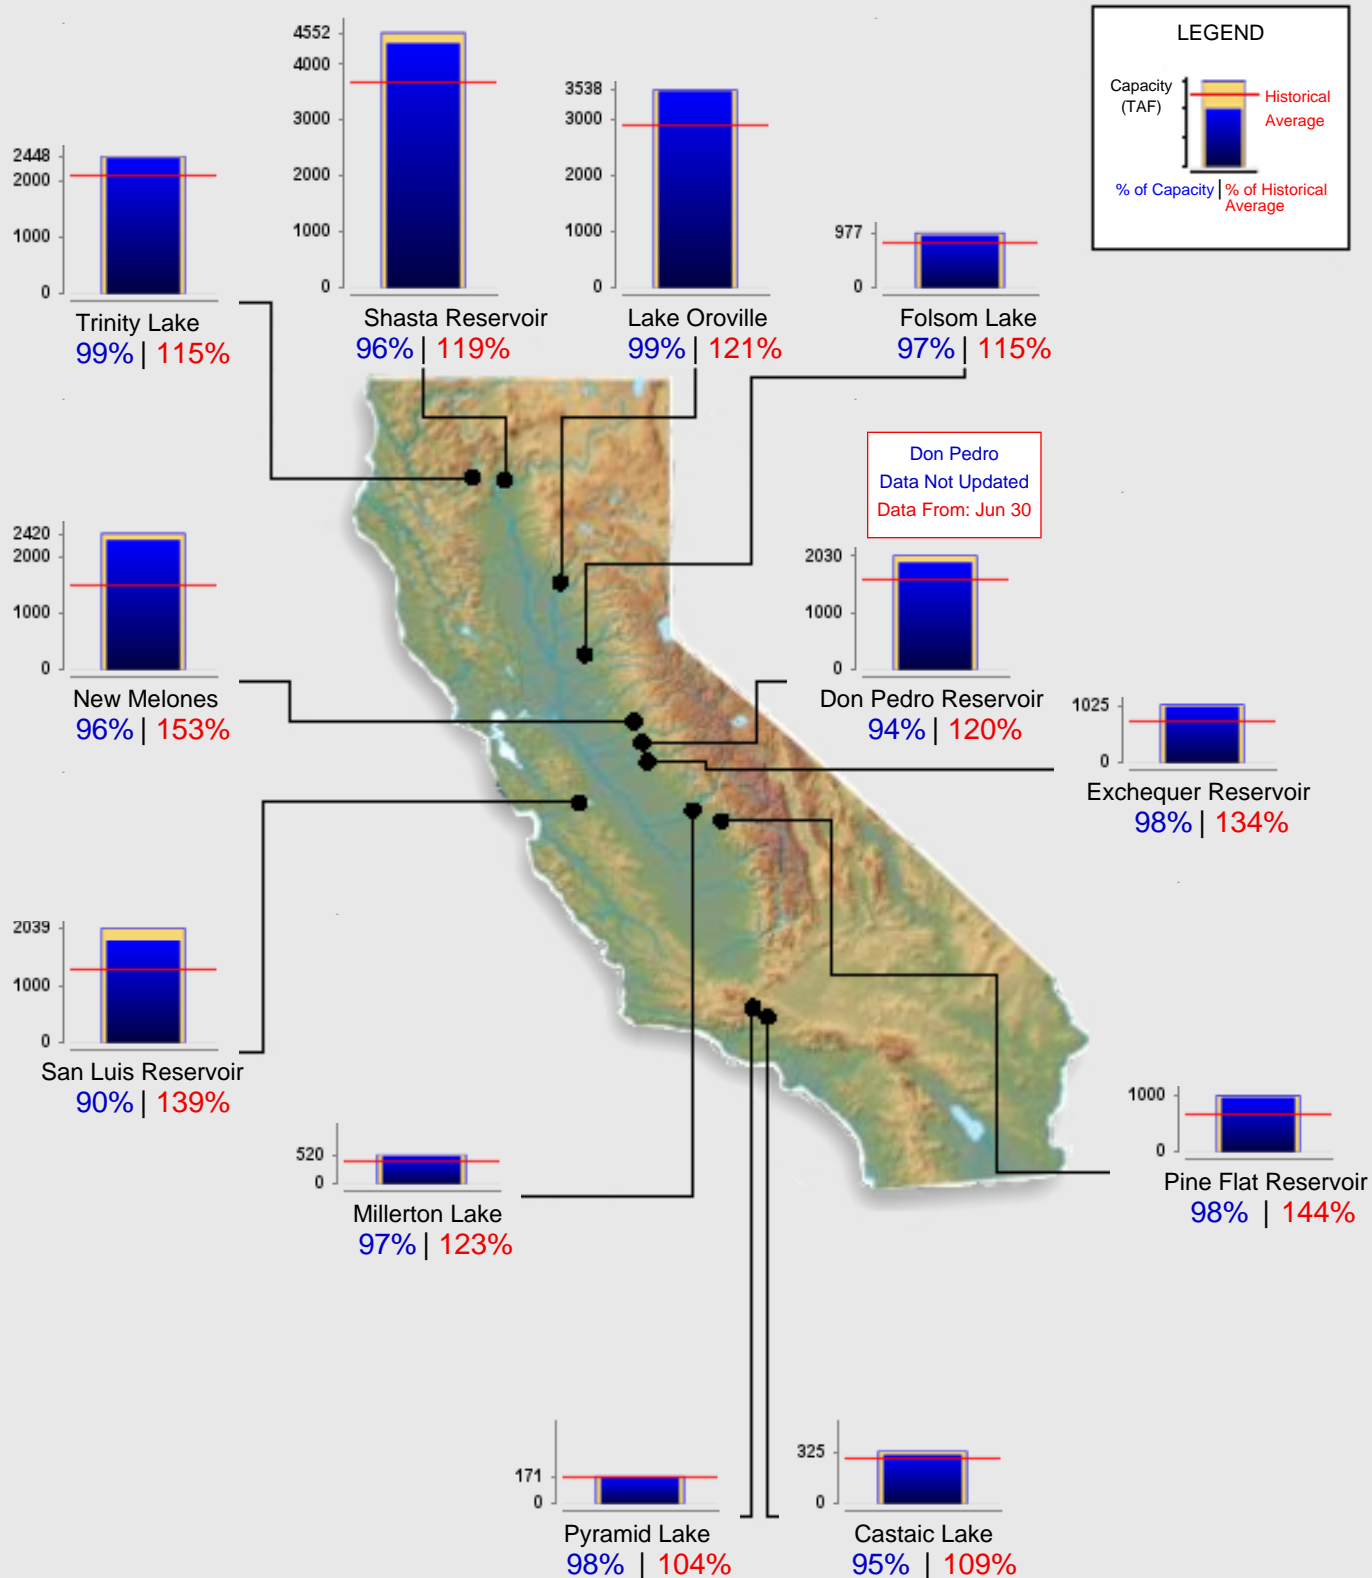 LEGEND
Capacity
(TAF)
Historical
Average
% of Capacity | % of Historical
Average
4552
4000
3000
2000
1000
0
Shasta Reservoir
96% | 119%
3538
3000
2000
1000
0
Lake Oroville
99% | 121%
2448
2000
1000
0
Trinity Lake
99% | 115%
977
0
Folsom Lake
97% | 115%
Don Pedro
Data Not Updated
Data From: Jun 30
2420
2000
1000
0
New Melones
96% | 153%
2030
1000
0
Don Pedro Reservoir
94% | 120%
1025
0
Exchequer Reservoir
98% | 134%
2039
1000
0
San Luis Reservoir
90% | 139%
520
0
Millerton Lake
97% | 123%
1000
0
Pine Flat Reservoir
98% | 144%
171
0
Pyramid Lake
98% | 104%
325
0
Castaic Lake
95% | 109%